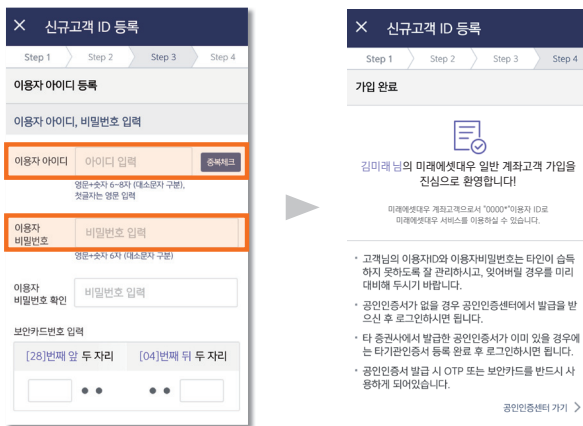 × 신규고객 ID 등록
Step 1 Step 2 Step 3 Step 4
이용자 아이디 등록
이용자 아이디, 비밀번호 입력
이용자 아이디 아이디 입력 중복체크
영문+숫자 6~8자 (대소문자 구분),
첫글자는 영문 입력
이용자
비밀번호 비밀번호 입력
영문+숫자 6자 (대소문자 구분)
이용자
비밀번호 확인 비밀번호 입력
보안카드번호 입력
[28]번째 앞 두 자리 [04]번째 뒤 두 자리
× 신규고객 ID 등록
Step 1 Step 2 Step 3 Step 4
가입 완료
김미래 님의 미래에셋대우 일반 계좌고객 가입을
진심으로 환영합니다!
미래에셋대우 계좌고객으로서 "0000*"이용자 ID로
미래에셋대우 서비스를 이용하실 수 있습니다.
• 고객님의 이용자ID와 이용자비밀번호는 타인이 습득
하지 못하도록 잘 관리하시고, 잊어버릴 경우를 미리
대비해 두시기 바랍니다.
• 공인인증서가 없을 경우 공인인증센터에서 발급을 받
으신 후 로그인하시면 됩니다.
• 타 증권사에서 발급한 공인인증서가 이미 있을 경우에
는 타기관인증서 등록 완료 후 로그인하시면 됩니다.
• 공인인증서 발급 시 OTP 또는 보안카드를 반드시 사
용하게 되어있습니다.
공인인증센터 가기 >